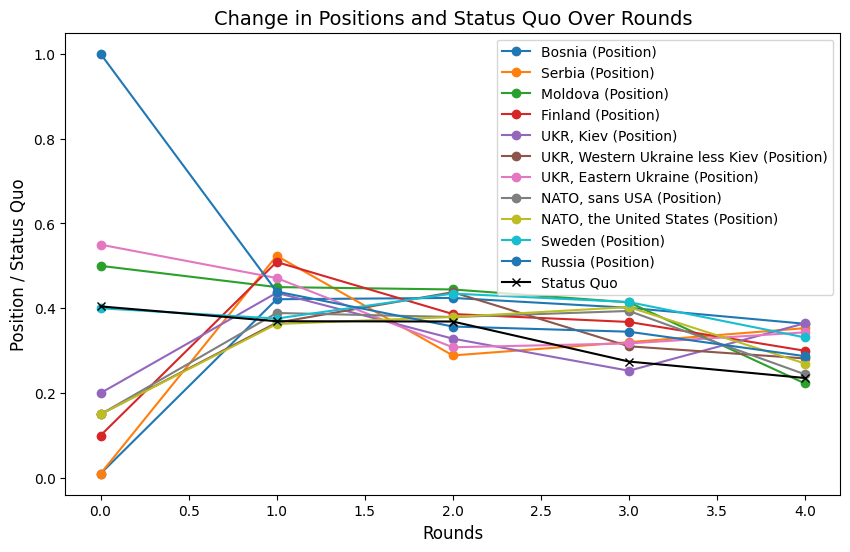 Change in Positions and Status Quo Over Rounds
Position / Status Quo
1.0
0.8
0.6
0.4
0.2
0.0
Bosnia (Position)
Serbia (Position)
Moldova (Position)
Finland (Position)
UKR, Kiev (Position)
UKR, Western Ukraine less Kiev (Position)
UKR, Eastern Ukraine (Position)
NATO, sans USA (Position)
NATO, the United States (Position)
Sweden (Position)
Russia (Position)
Status Quo
0.0 0.5 1.0 1.5 2.0 2.5 3.0 3.5 4.0
Rounds